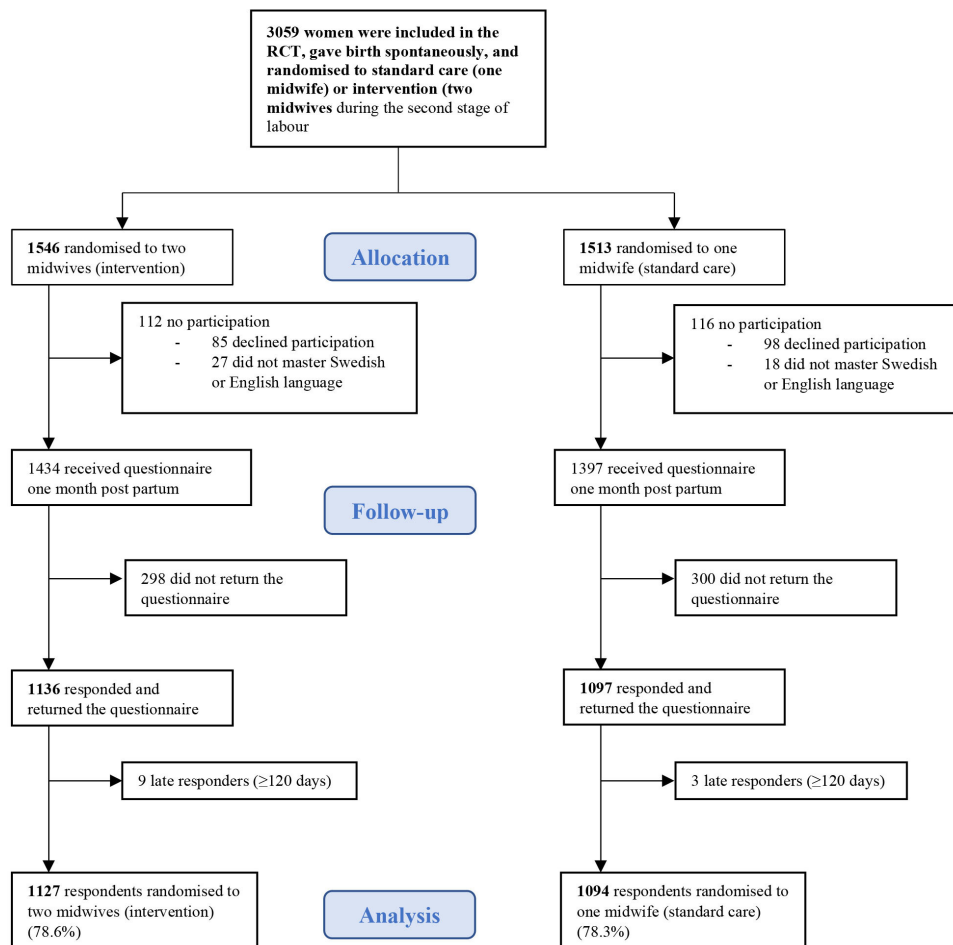 3059 women were included in the
RCT, gave birth spontaneously, and
randomised to standard care (one
midwife) or intervention (two
midwives during the second stage of
labour
1546 randomised to two
midwives (intervention)
Allocation
1513 randomised to one
midwife (standard care)
112 no participation
- 85 declined participation
- 27 did not master Swedish
or English language
116 no participation
- 98 declined participation
- 18 did not master Swedish
or English language
1434 received questionnaire
one month post partum
1397 received questionnaire
one month post partum
Follow-up
298 did not return the
questionnaire
300 did not return the
questionnaire
1136 responded and
returned the questionnaire
1097 responded and
returned the questionnaire
9 late responders (≥120 days)
3 late responders (≥120 days)
1127 respondents randomised to
two midwives (intervention)
(78.6%)
Analysis
1094 respondents randomised to
one midwife (standard care)
(78.3%)